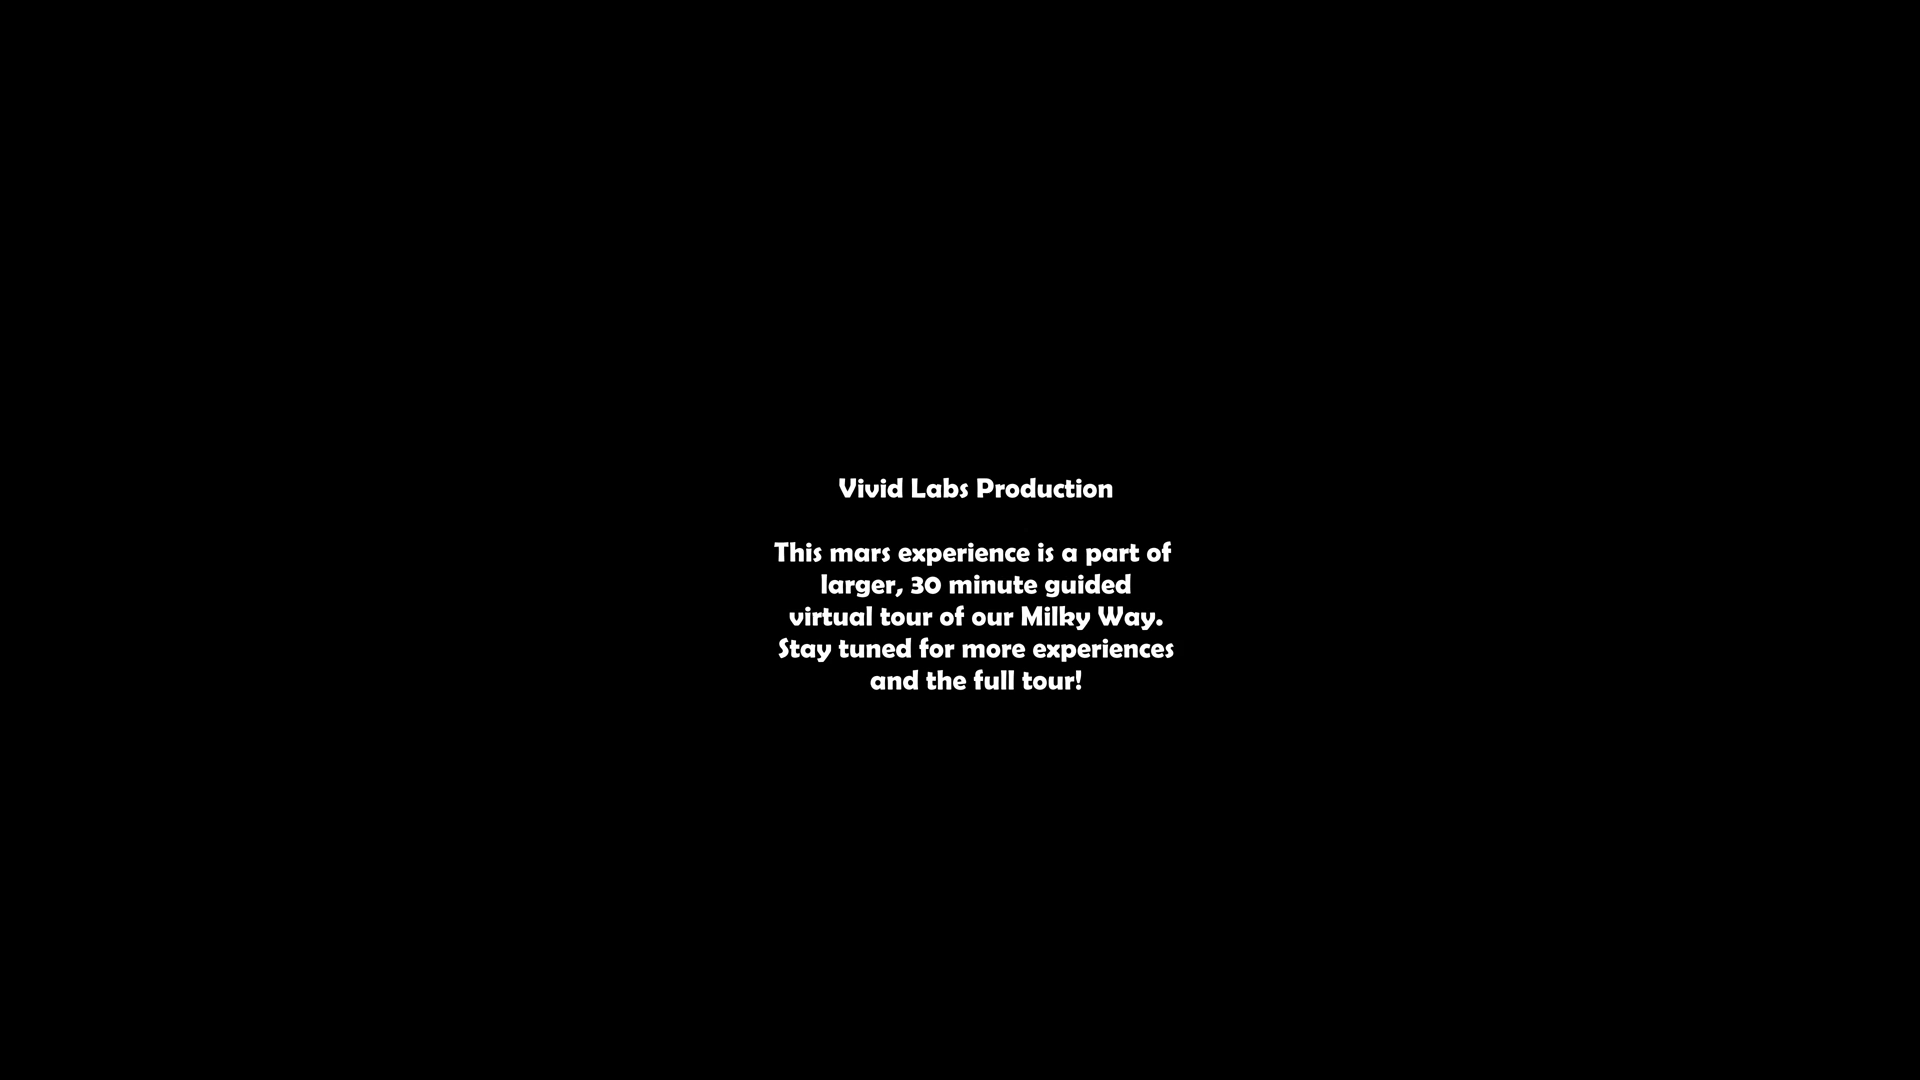 Vivid Labs Production
This mars experience is a part of
larger, 30 minute guided
virtual tour of our Milky Way.
Stay tuned for more experiences
and the full tour!